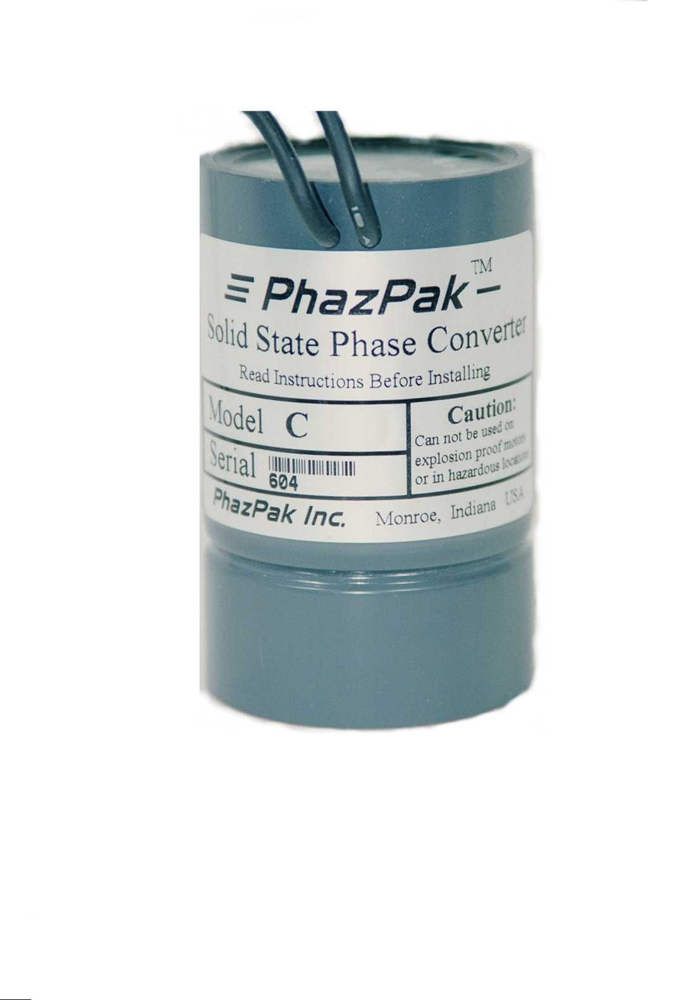 PhazPak™
Solid State Phase Converter
Read Instructions Before Installing
Model C
Serial
604
Caution:
Can not be used on
explosion proof motors
or in hazardous locations
PhazPak Inc. Monroe, Indiana USA